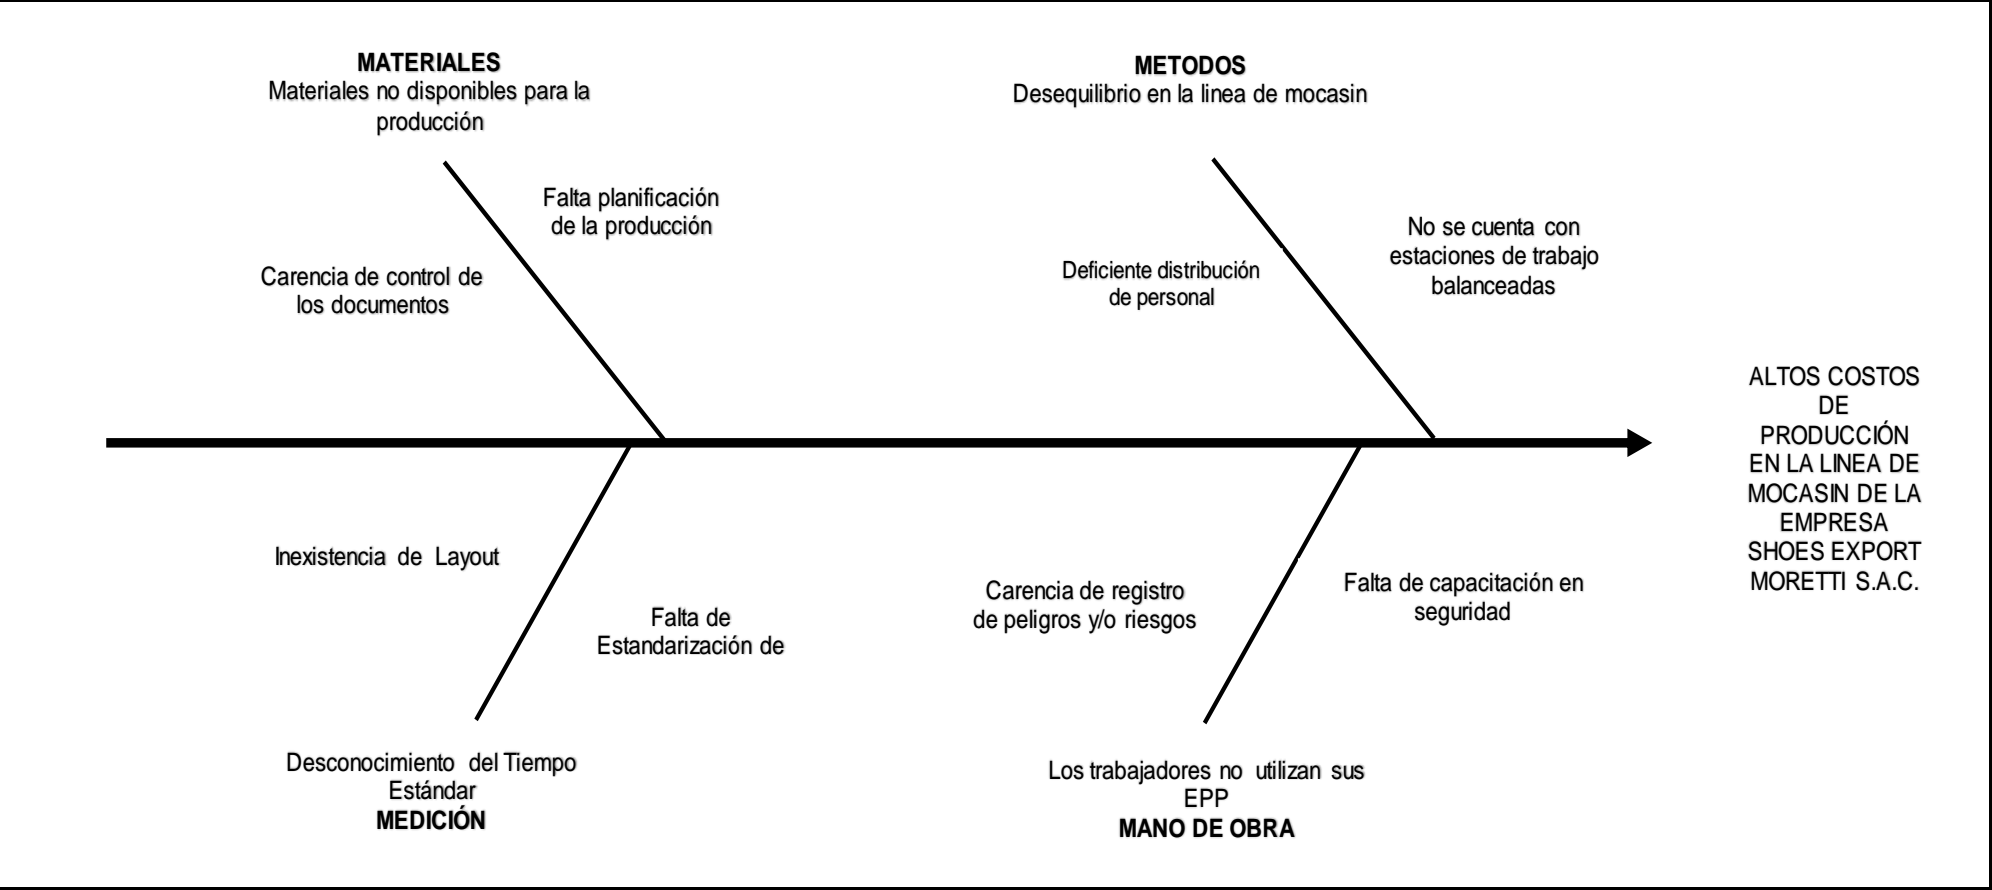 MATERIALES
Materiales no disponibles para la
producción
METODOS
Desequilibrio en la linea de mocasin
Falta planificación
de la producción
Carencia de control de
los documentos
Deficiente distribución
de personal
No se cuenta con
estaciones de trabajo
balanceadas
ALTOS COSTOS
DE
PRODUCCIÓN
EN LA LINEA DE
MOCASIN DE LA
EMPRESA
SHOES EXPORT
MORETTI S.A.C.
Inexistencia de Layout
Falta de
Estandarización de
Carencia de registro
de peligros y/o riesgos
Falta de capacitación en
seguridad
Desconocimiento del Tiempo
Estándar
MEDICIÓN
Los trabajadores no utilizan sus
EPP
MANO DE OBRA